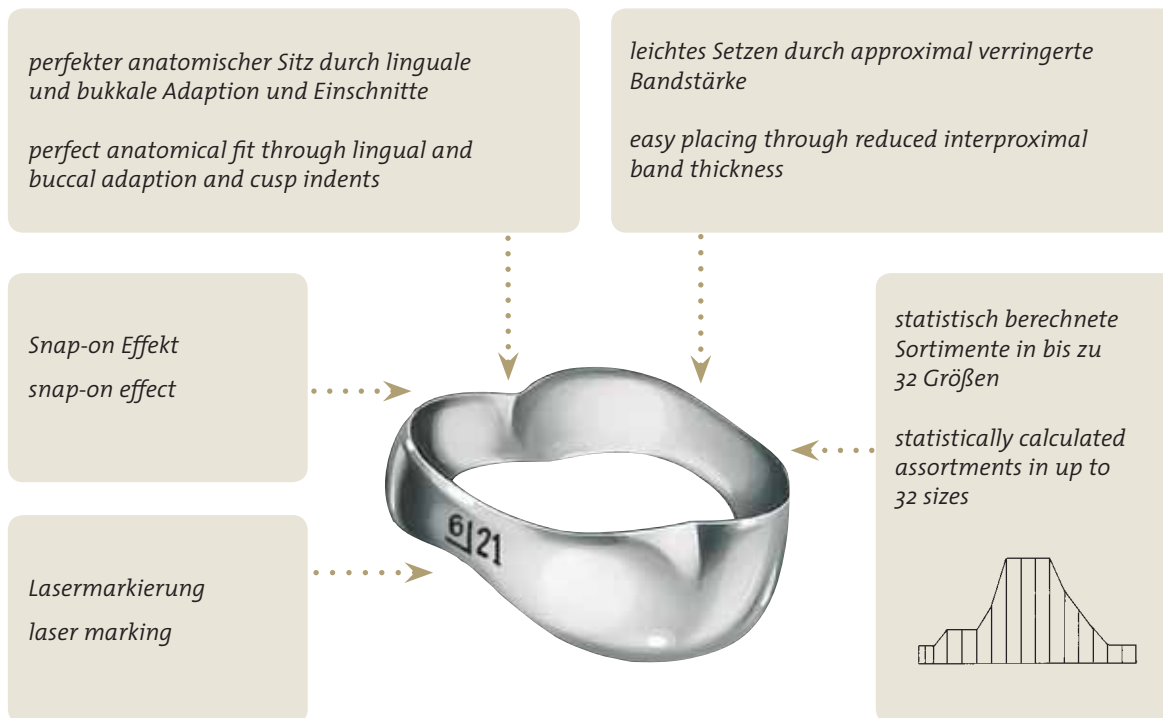 perfekter anatomischer Sitz durch linguale
und bukkale Adaption und Einschnitte
perfect anatomical fit through lingual and
buccal adaption and cusp indents
leichtes Setzen durch approximal verringerte
Bandstärke
easy placing through reduced interproximal
band thickness
Snap-on Effekt
snap-on effect
statistisch berechnete
Sortimente in bis zu
32 Größen
statistically calculated
assortments in up to
32 sizes
6 21
Lasermarkierung
laser marking